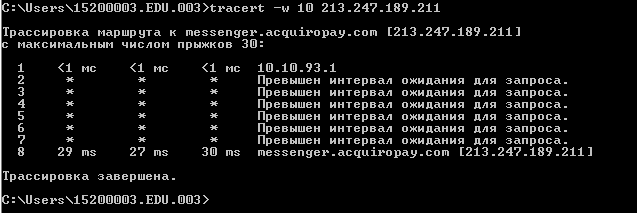 C:\Users\15200003.EDU.003>tracert -w 10 213.247.189.211
Трассировка маршрута к messenger.acquiropay.com [213.247.189.211]
с максимальным числом прыжков 30:
1 <1 мс <1 мс <1 мс 10.10.93.1
2 * * * Превышен интервал ожидания для запроса.
3 * * * Превышен интервал ожидания для запроса.
4 * * * Превышен интервал ожидания для запроса.
5 * * * Превышен интервал ожидания для запроса.
6 * * * Превышен интервал ожидания для запроса.
7 * * * Превышен интервал ожидания для запроса.
8 29 ms 27 ms 30 ms messenger.acquiropay.com [213.247.189.211]
Трассировка завершена.
C:\Users\15200003.EDU.003>